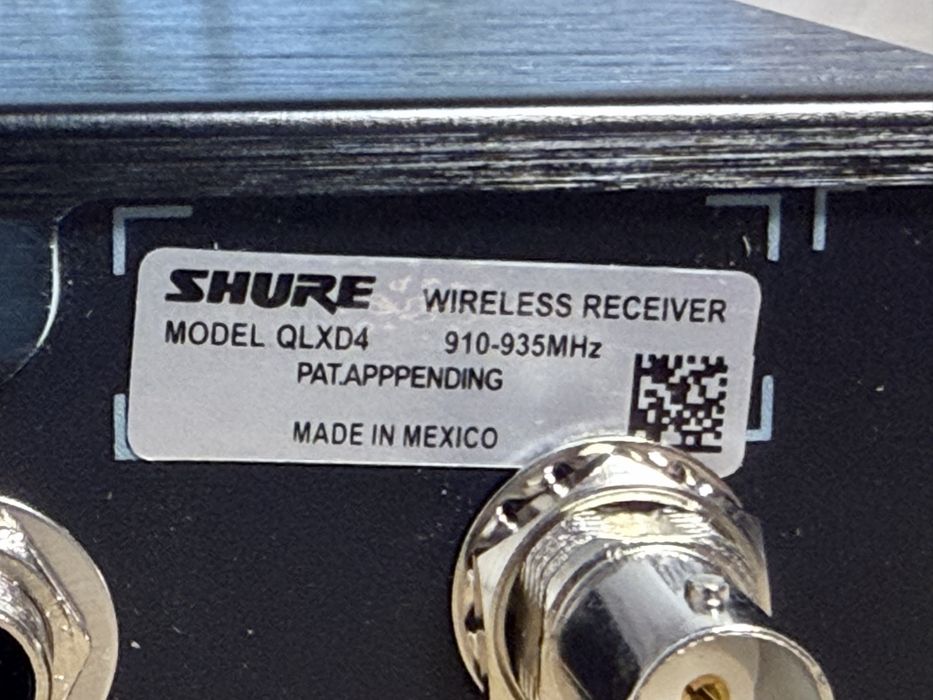 SHURE WIRELESS RECEIVER
MODEL QLXD4 910-935MHz
PAT.APPPENDING
MADE IN MEXICO